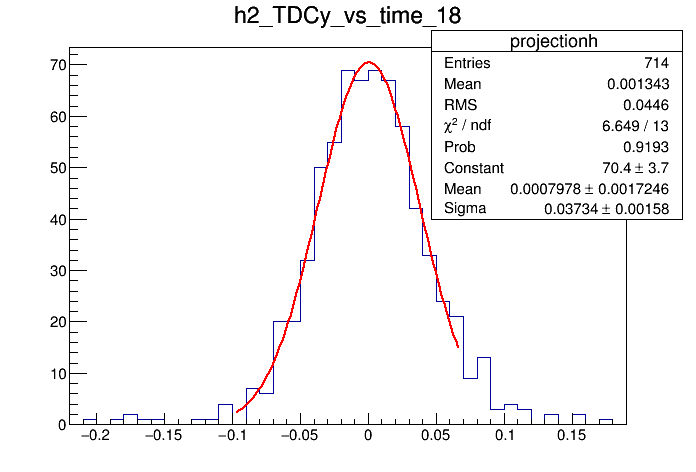 h2_TDCy_vs_time_18
projectionh
Entries 714
Mean 0.001343
RMS 0.0446
χ² / ndf 6.649 / 13
Prob 0.9193
Constant 70.4 ± 3.7
Mean 0.0007978 ± 0.0017246
Sigma 0.03734 ± 0.00158
70
60
50
40
30
20
10
0
−0.2 −0.15 −0.1 −0.05 0 0.05 0.1 0.15